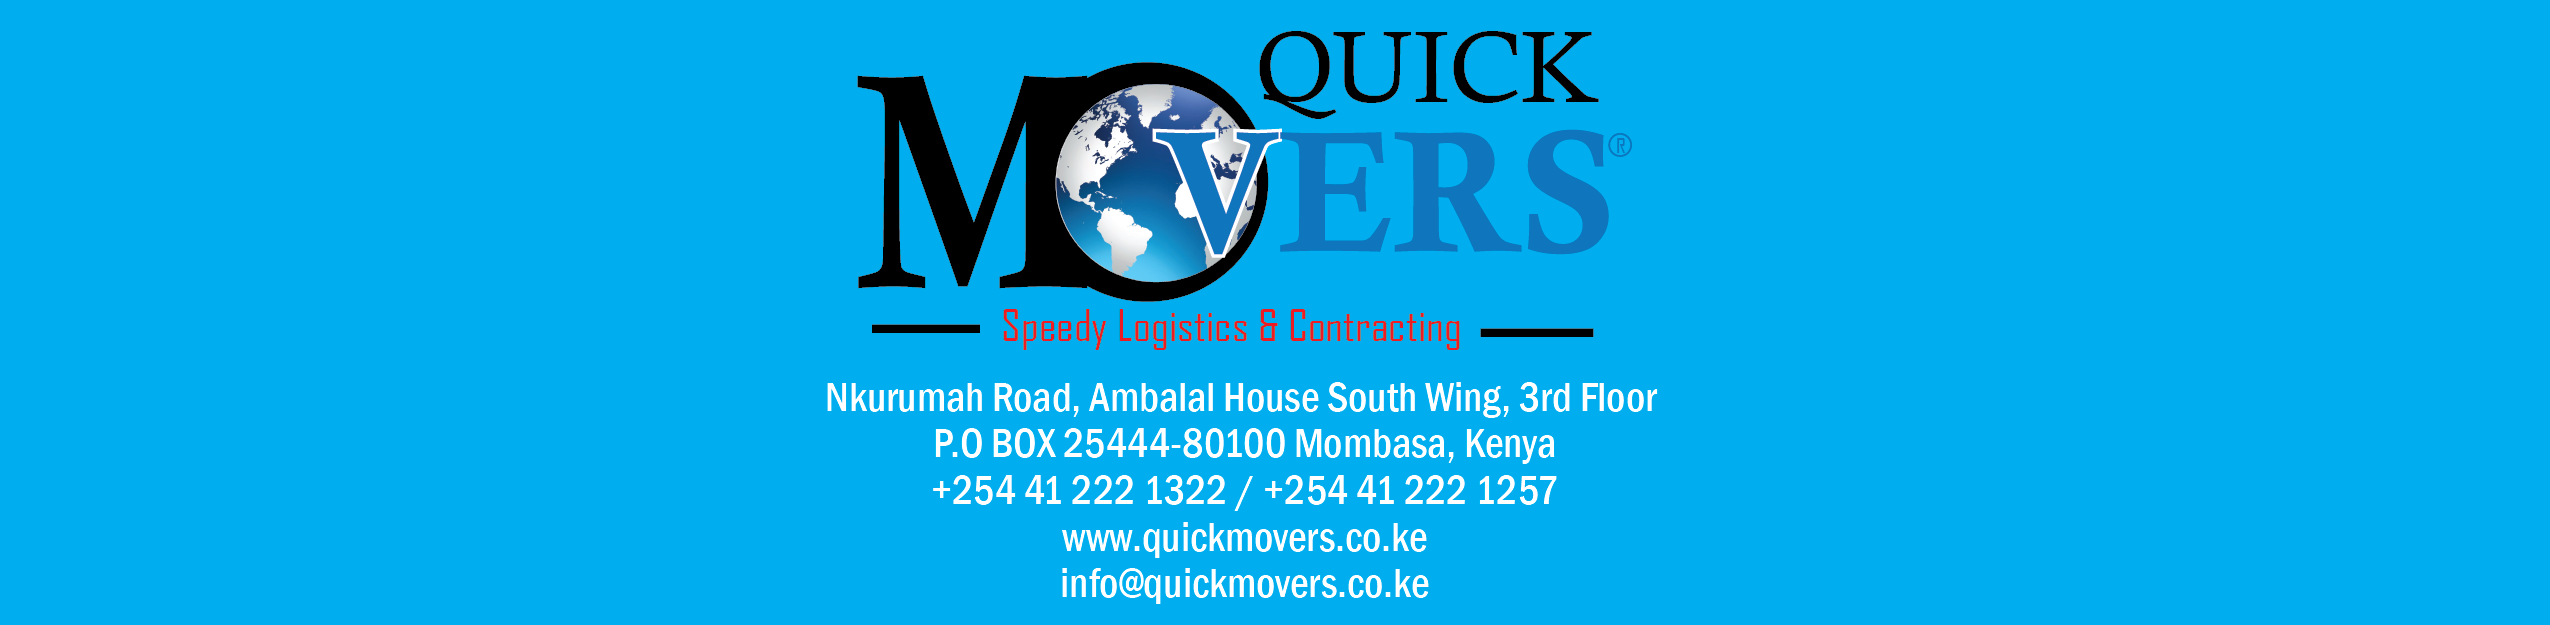 QUICK
MOVERS®
Speedy Logistics & Contracting
Nkurumah Road, Ambalal House South Wing, 3rd Floor
P.O BOX 25444-80100 Mombasa, Kenya
+254 41 222 1322 / +254 41 222 1257
www.quickmovers.co.ke
info@quickmovers.co.ke